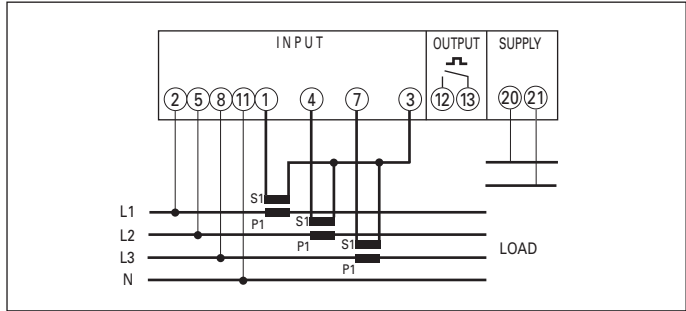 INPUT OUTPUT SUPPLY
2 5 8 11 1 4 7 3 12 13 20 21
S1
L1
P1
S1
L2
P1
S1
L3
P1
LOAD
N